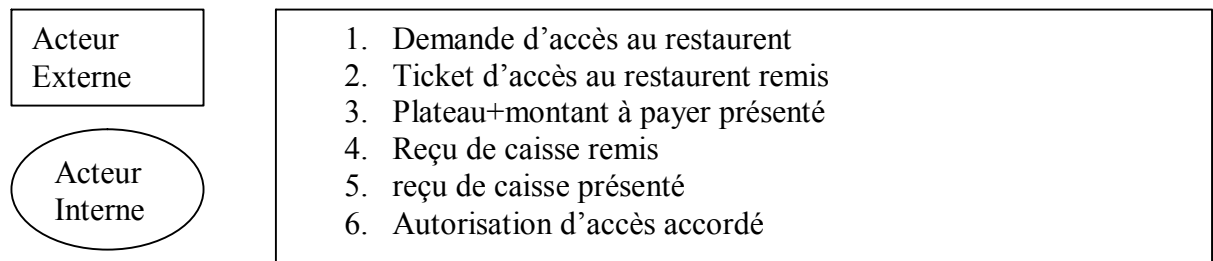 Acteur
Externe
Acteur
Interne
1. Demande d’accès au restaurent
2. Ticket d’accès au restaurent remis
3. Plateau+montant à payer présenté
4. Reçu de caisse remis
5. reçu de caisse présenté
6. Autorisation d’accès accordé